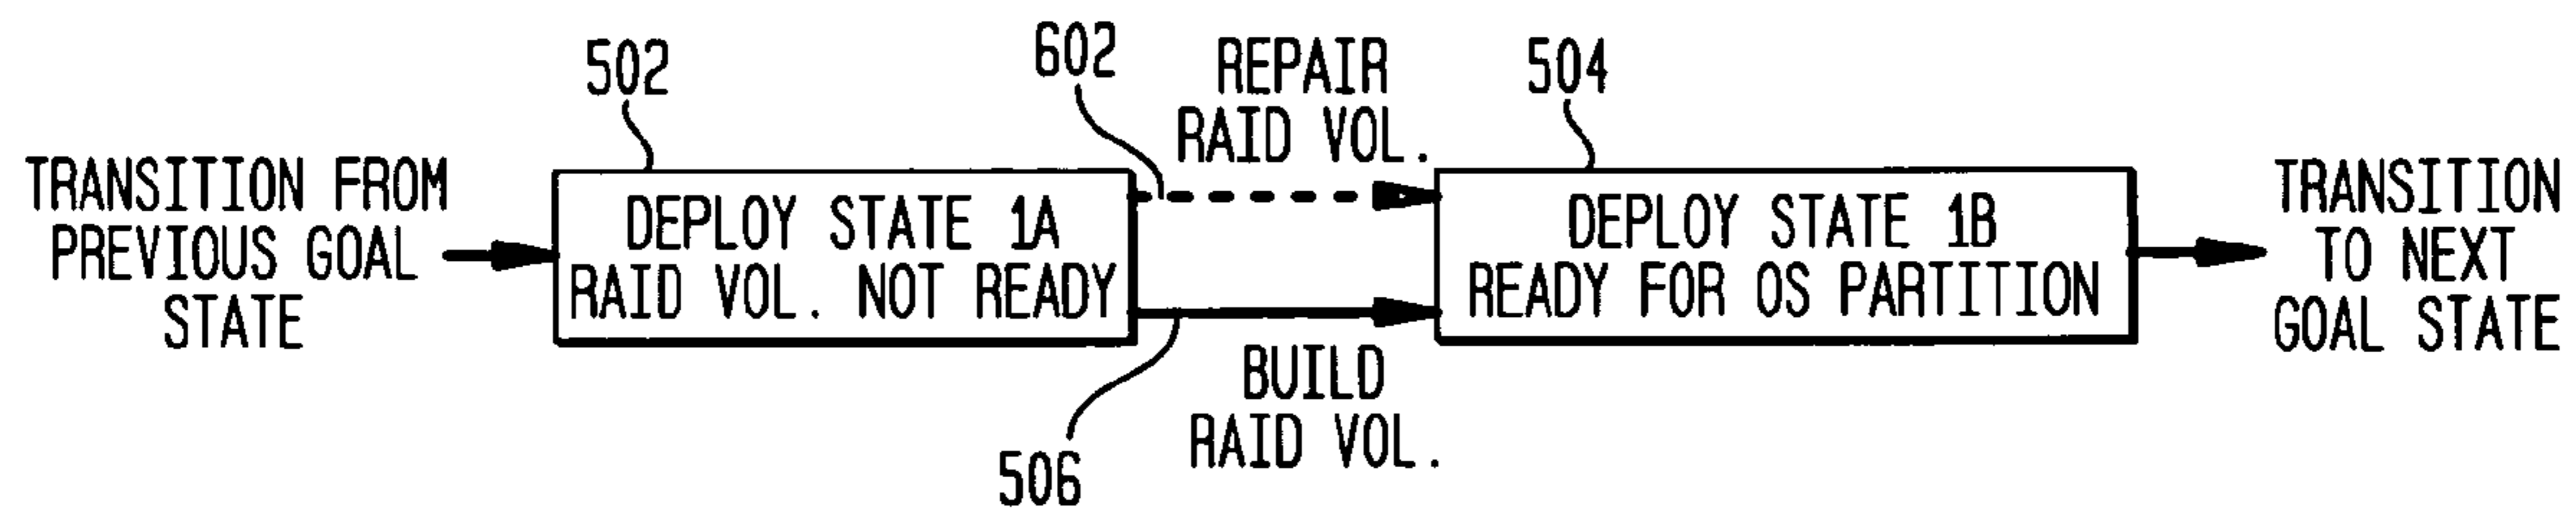 502
602
REPAIR
RAID VOL.
504
TRANSITION FROM
PREVIOUS GOAL
STATE
DEPLOY STATE 1A
RAID VOL. NOT READY
DEPLOY STATE 1B
READY FOR OS PARTITION
TRANSITION
TO NEXT
GOAL STATE
506
BUILD
RAID VOL.